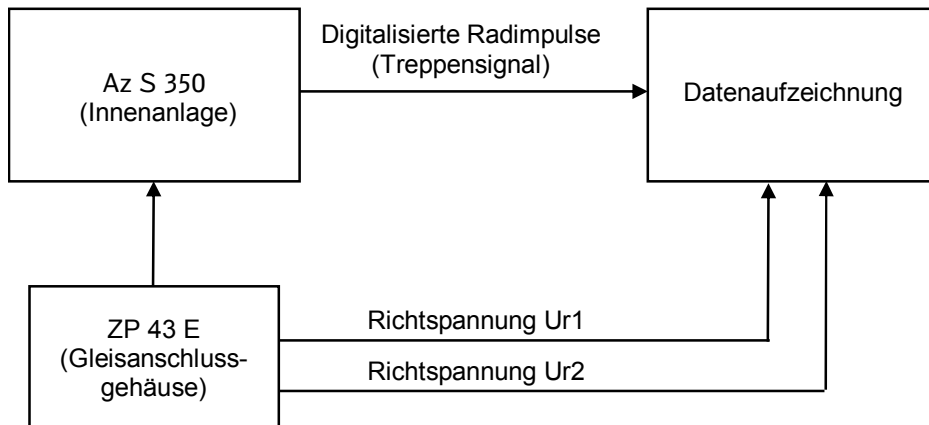 Az S 350
(Innenanlage)
Digitalisierte Radimpulse
(Treppensignal)
Datenaufzeichnung
ZP 43 E
(Gleisanschluss-
gehäuse)
Richtspannung Ur1
Richtspannung Ur2